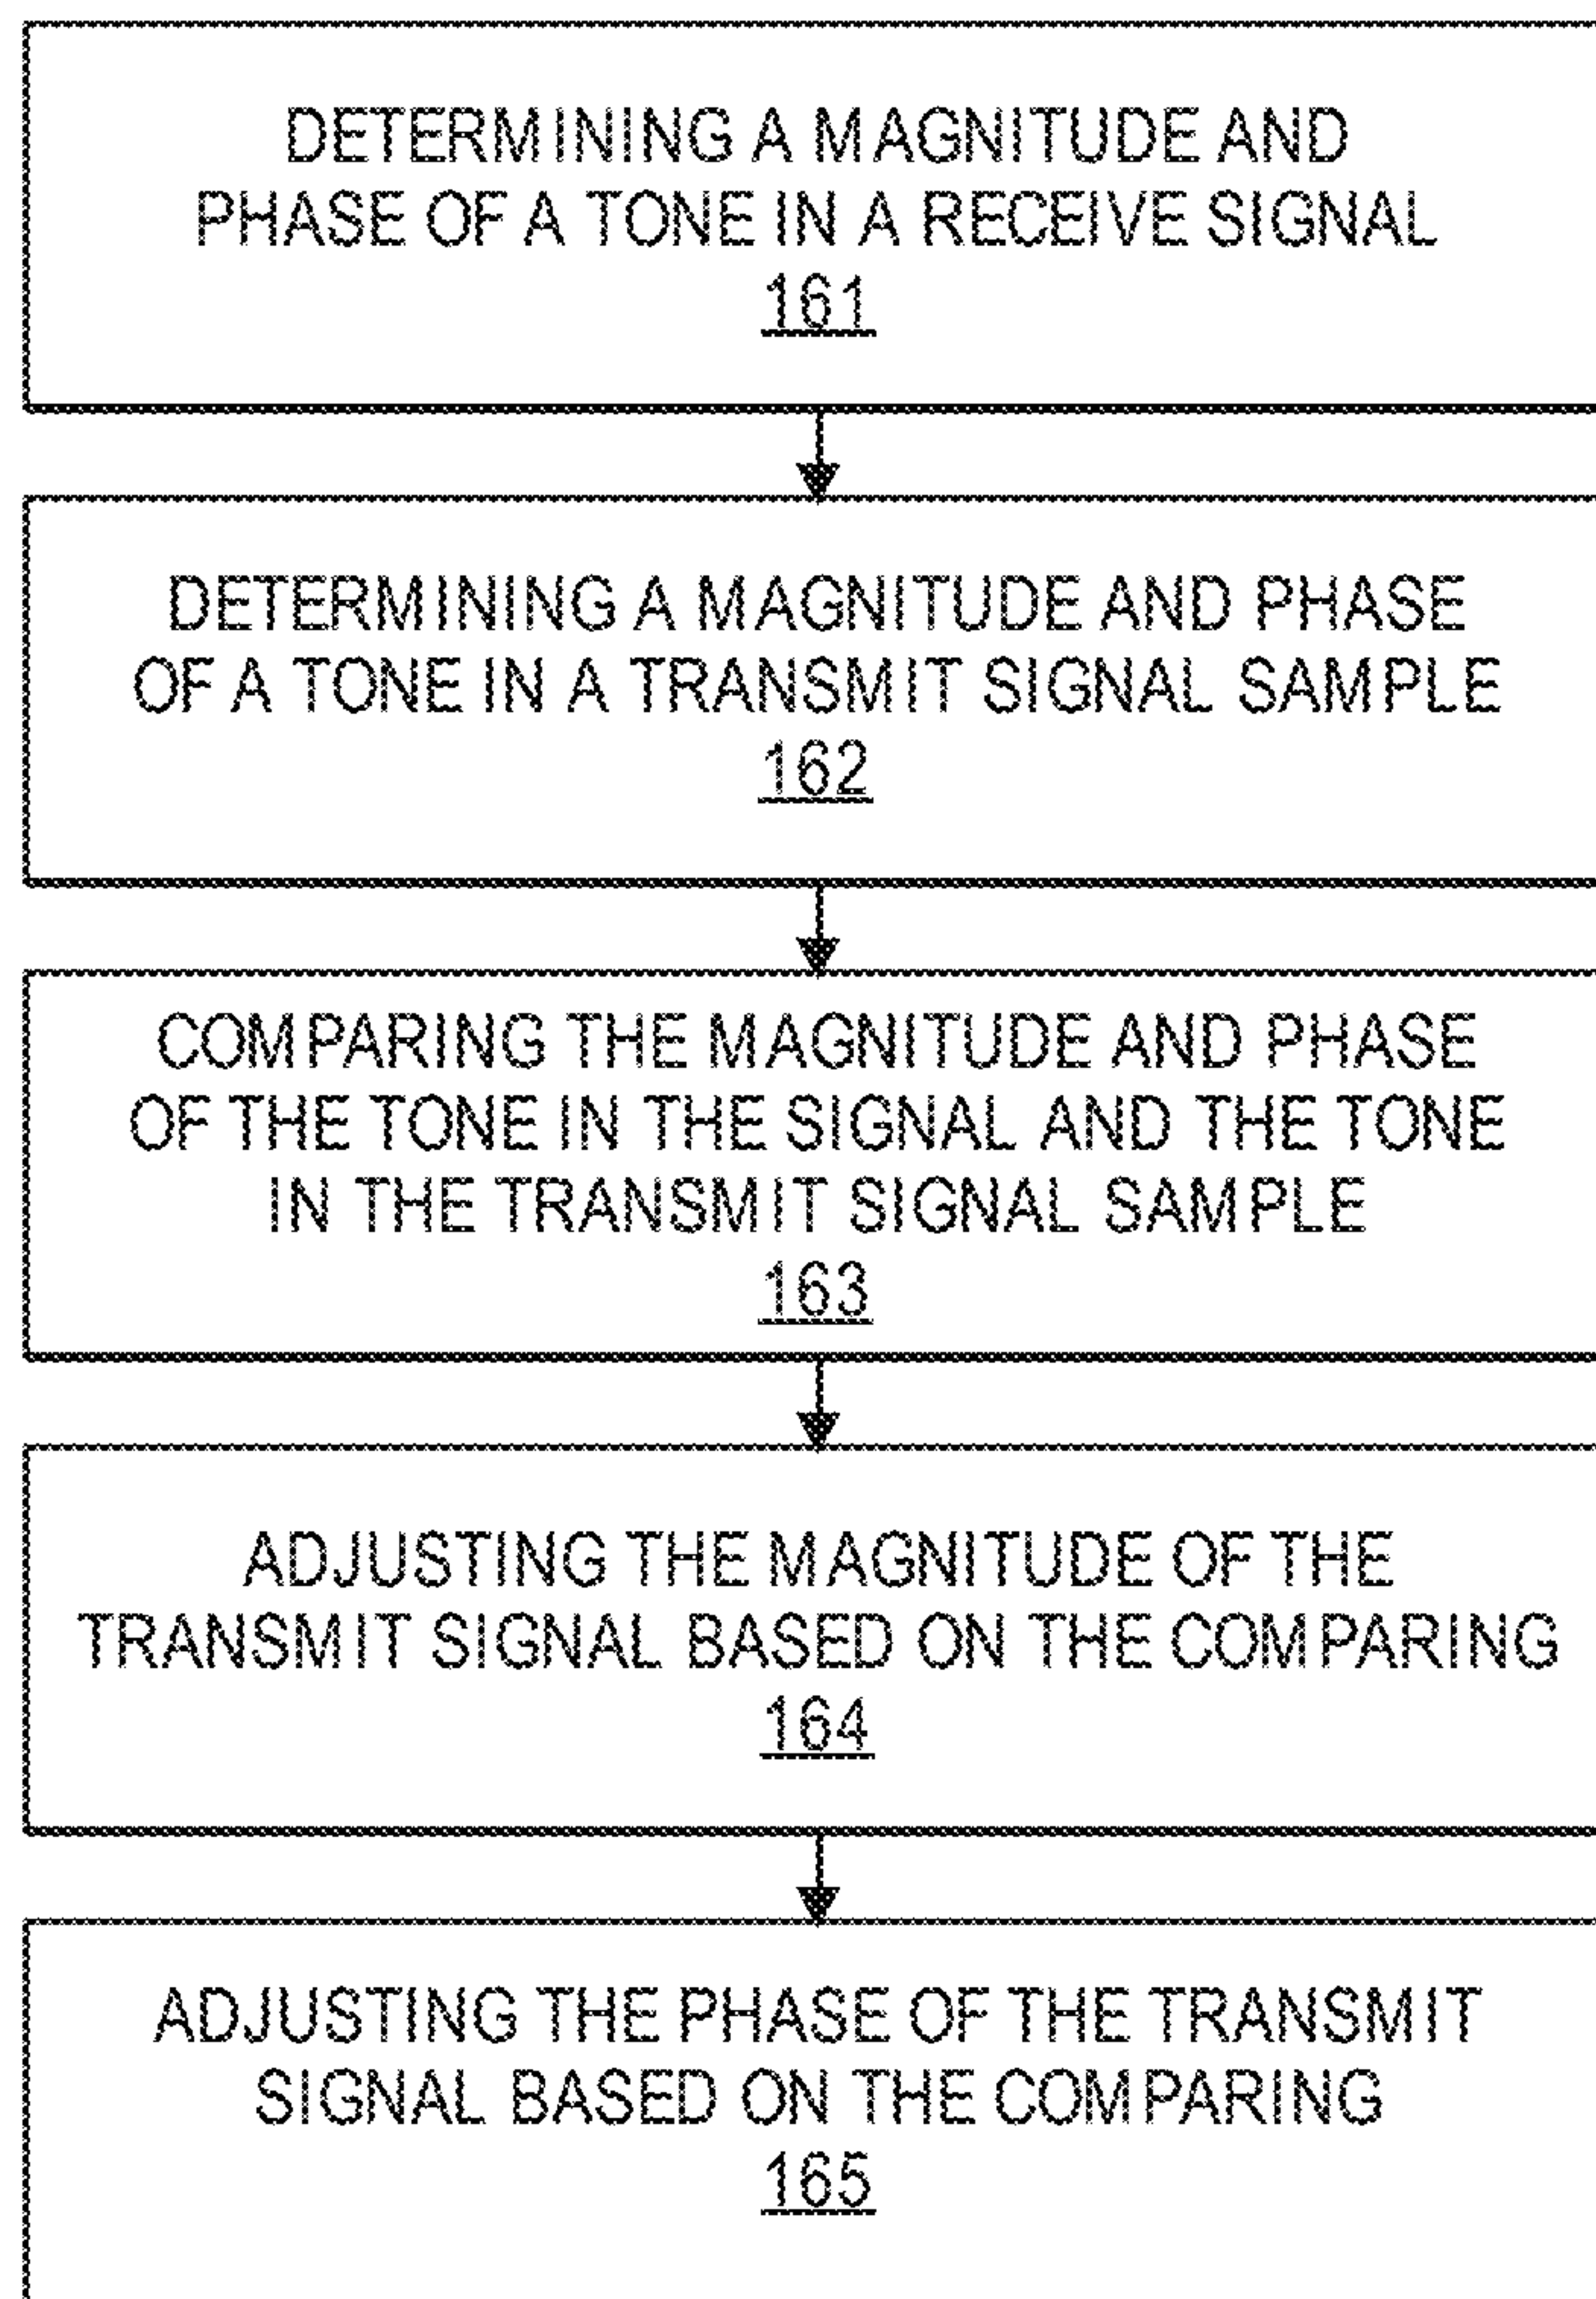 DETERMINING A MAGNITUDE AND
PHASE OF A TONE IN A RECEIVE SIGNAL
161
DETERMINING A MAGNITUDE AND PHASE
OF A TONE IN A TRANSMIT SIGNAL SAMPLE
162
COMPARING THE MAGNITUDE AND PHASE
OF THE TONE IN THE SIGNAL AND THE TONE
IN THE TRANSMIT SIGNAL SAMPLE
163
ADJUSTING THE MAGNITUDE OF THE
TRANSMIT SIGNAL BASED ON THE COMPARING
164
ADJUSTING THE PHASE OF THE TRANSMIT
SIGNAL BASED ON THE COMPARING
165